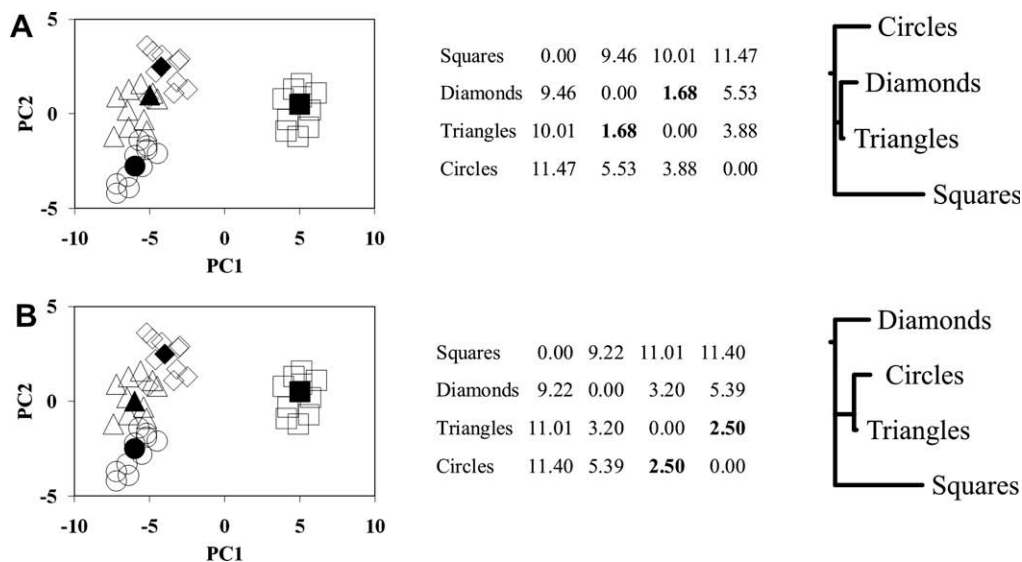 A
5
0
-5
PC2
-10 -5 0 5 10
PC1
Squares 0.00 9.46 10.01 11.47
Diamonds 9.46 0.00 1.68 5.53
Triangles 10.01 1.68 0.00 3.88
Circles 11.47 5.53 3.88 0.00
Circles
Diamonds
Triangles
Squares
B
5
0
-5
PC2
-10 -5 0 5 10
PC1
Squares 0.00 9.22 11.01 11.40
Diamonds 9.22 0.00 3.20 5.39
Triangles 11.01 3.20 0.00 2.50
Circles 11.40 5.39 2.50 0.00
Diamonds
Circles
Triangles
Squares